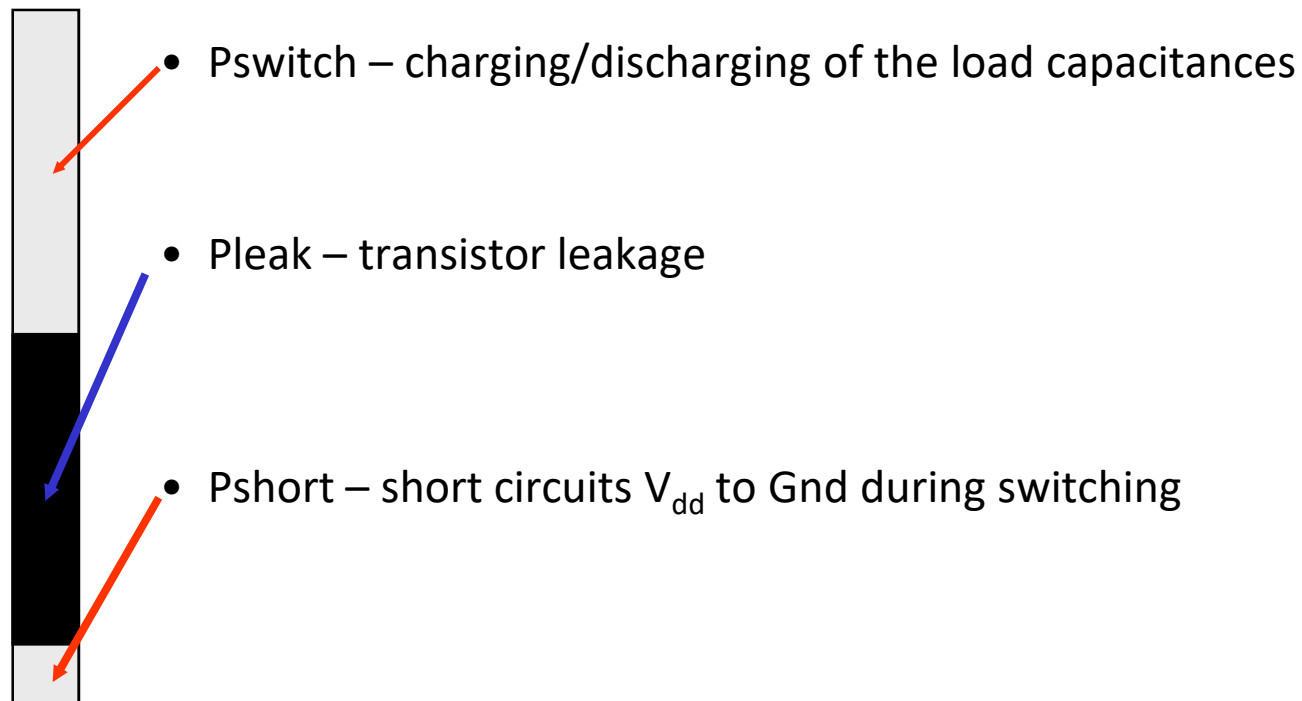 • Pswitch – charging/discharging of the load capacitances
• Pleak – transistor leakage
• Pshort – short circuits Vdd to Gnd during switching